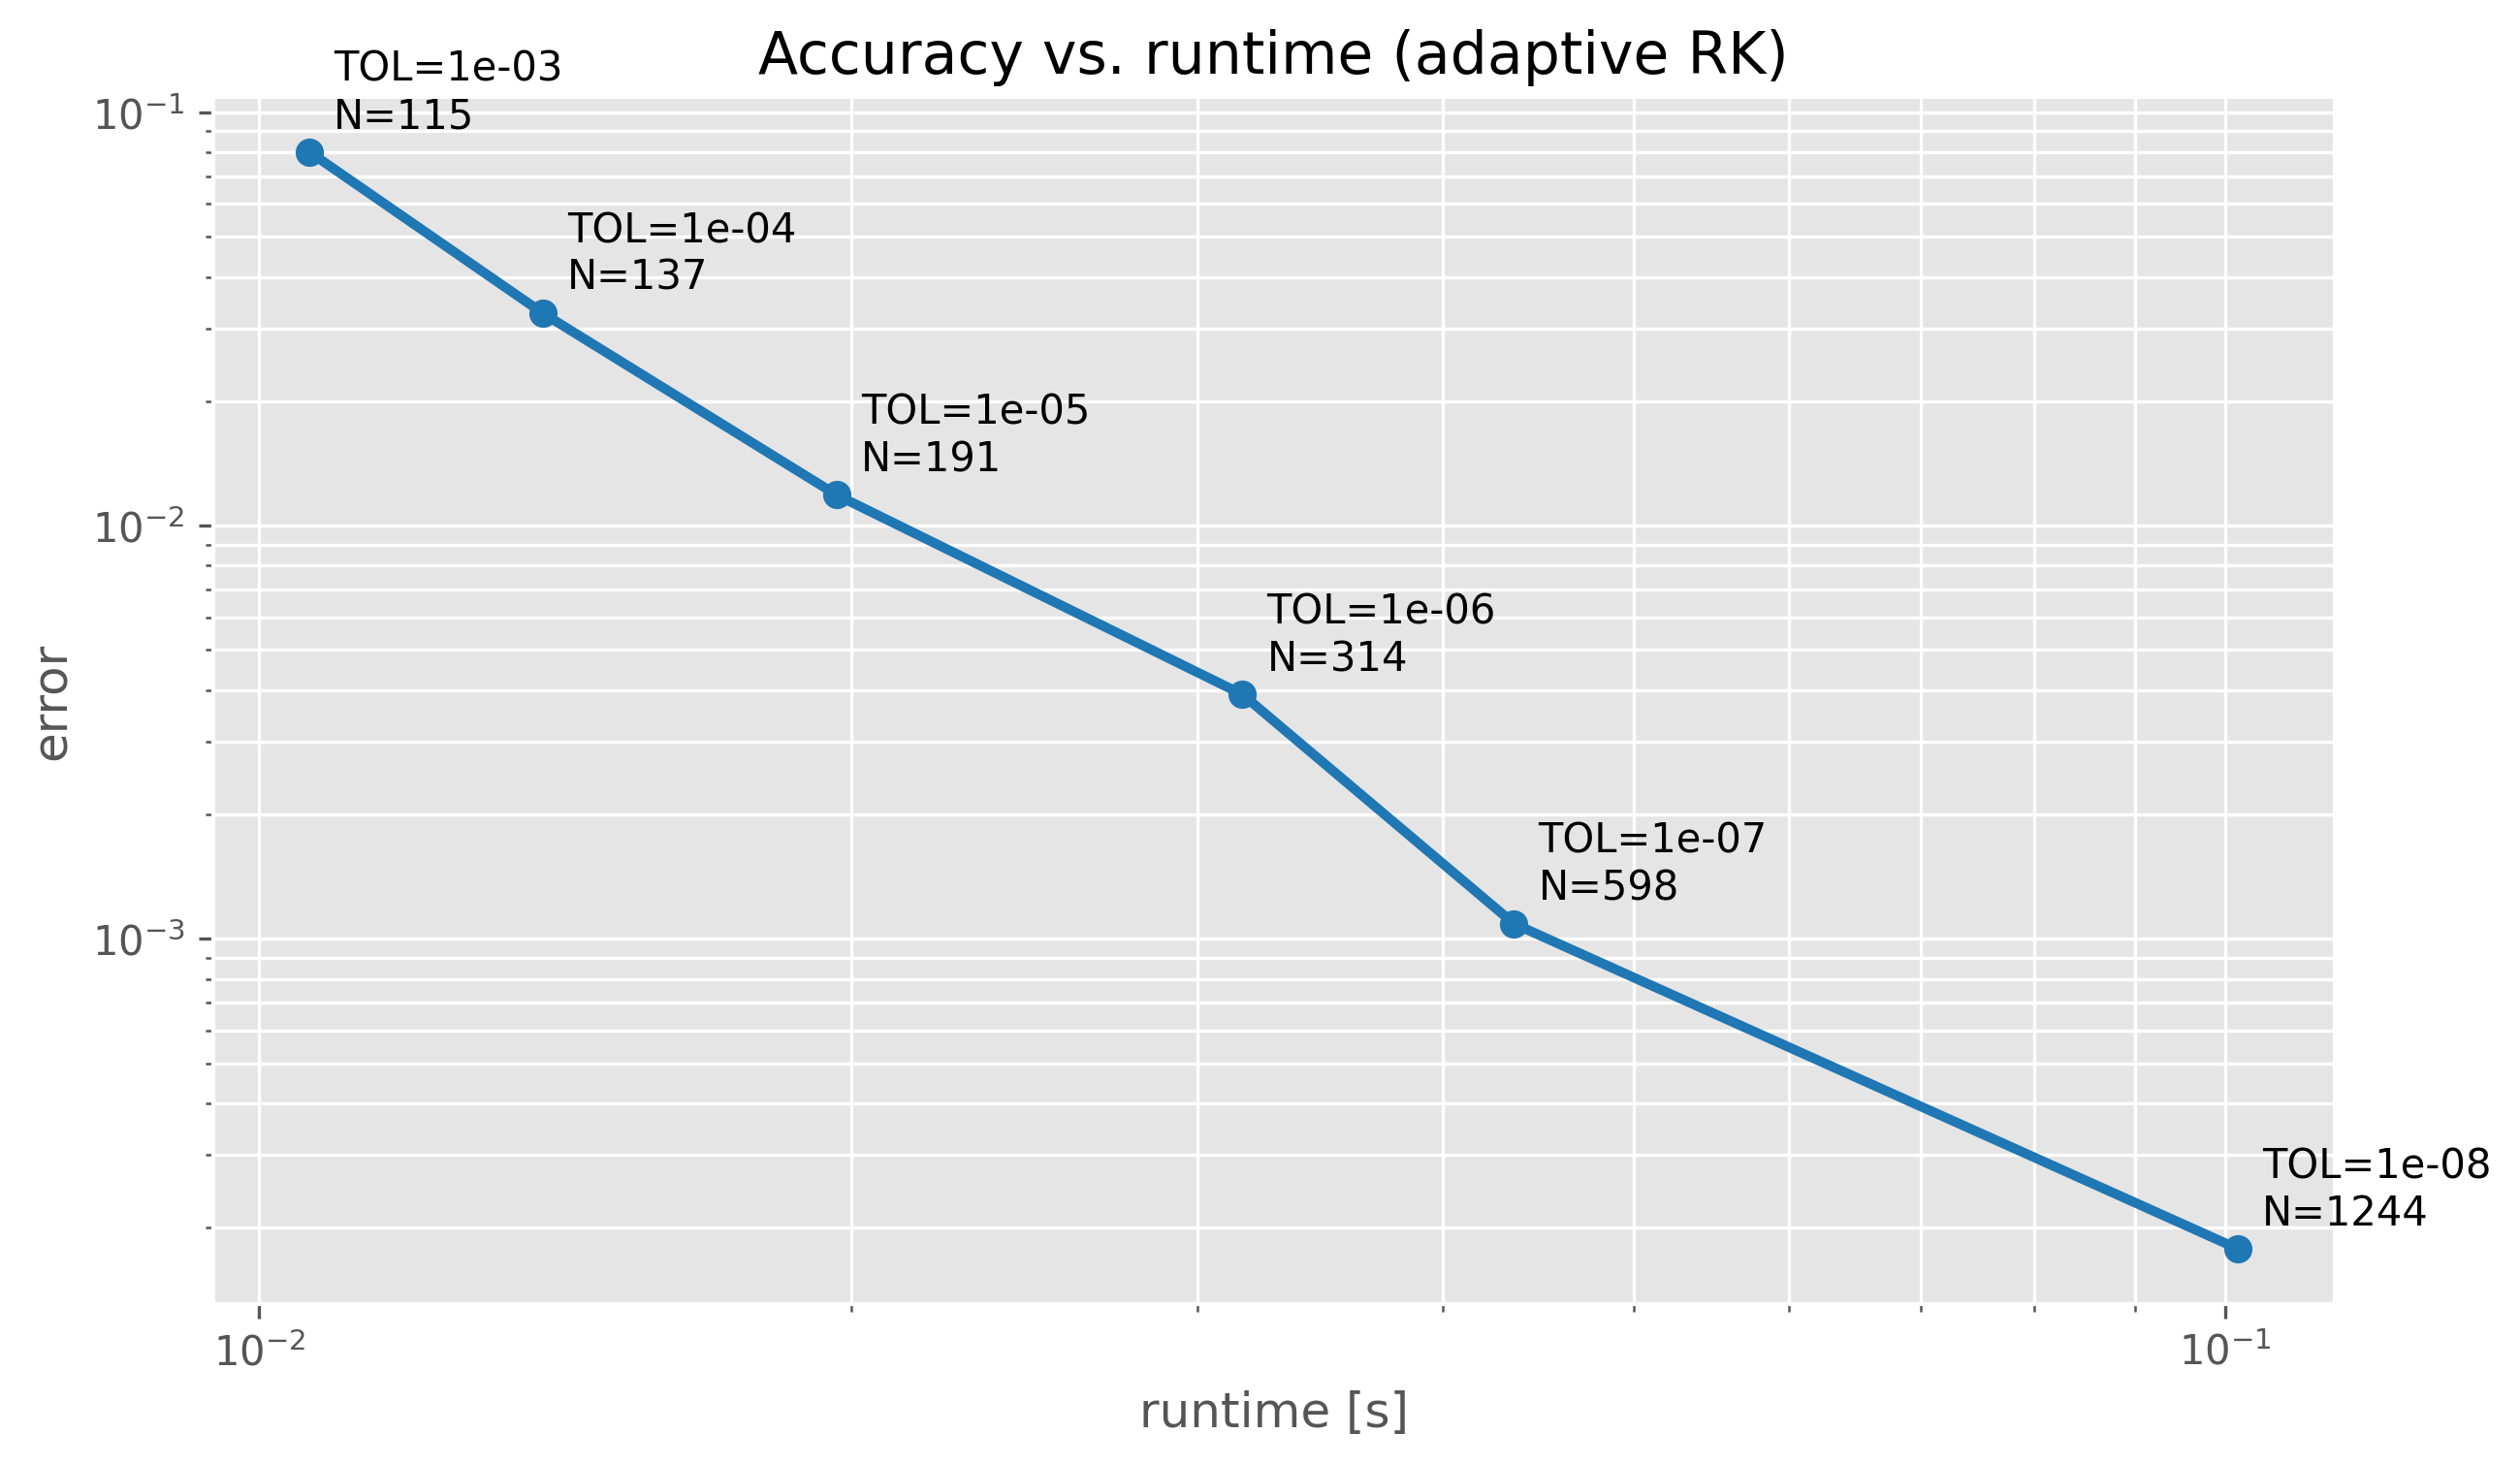 Accuracy vs. runtime (adaptive RK)
TOL=1e-03
N=115
TOL=1e-04
N=137
TOL=1e-05
N=191
TOL=1e-06
N=314
TOL=1e-07
N=598
TOL=1e-08
N=1244
10⁻¹
10⁻²
10⁻³
error
10⁻²
10⁻¹
runtime [s]